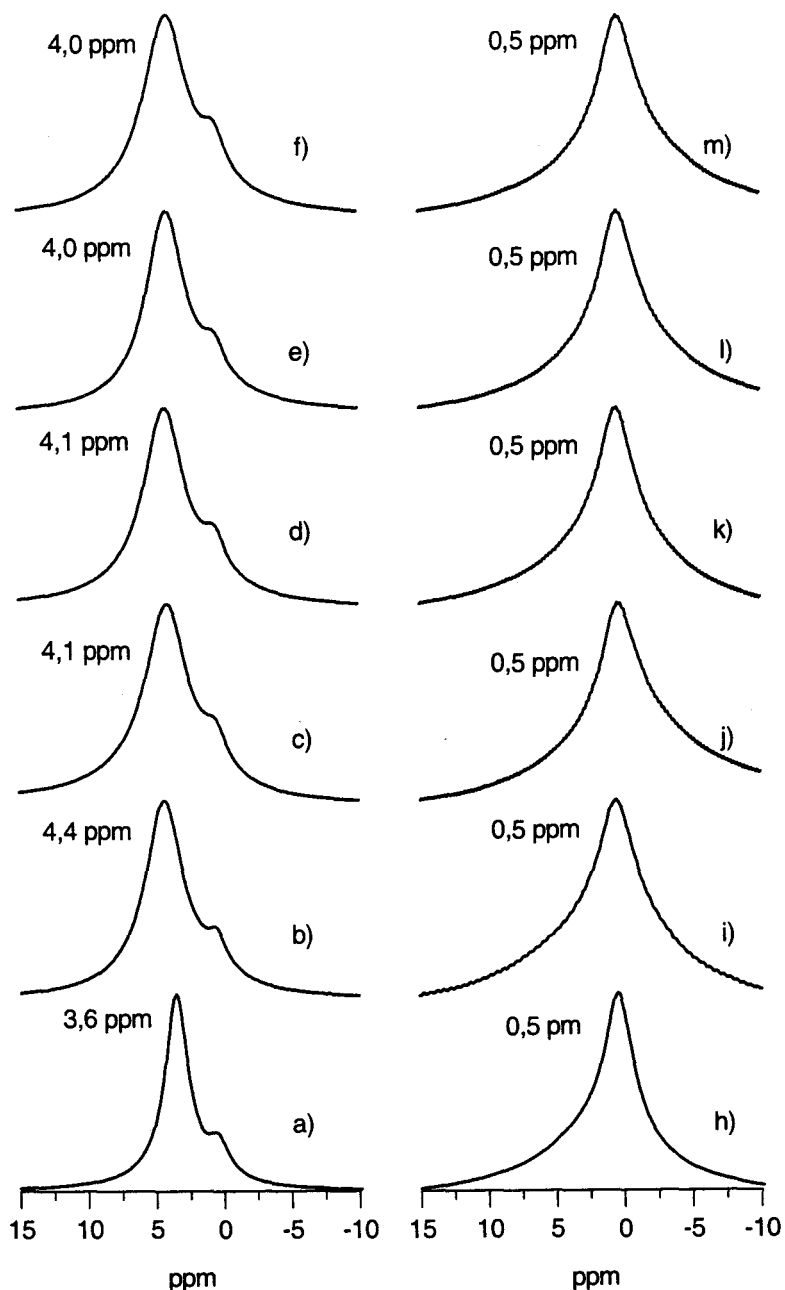 4,0 ppm
f)
4,0 ppm
e)
4,1 ppm
d)
4,1 ppm
c)
4,4 ppm
b)
3,6 ppm
a)
15 10 5 0 -5 -10
ppm
0,5 ppm
m)
0,5 ppm
l)
0,5 ppm
k)
0,5 ppm
j)
0,5 ppm
i)
0,5 pm
h)
15 10 5 0 -5 -10
ppm